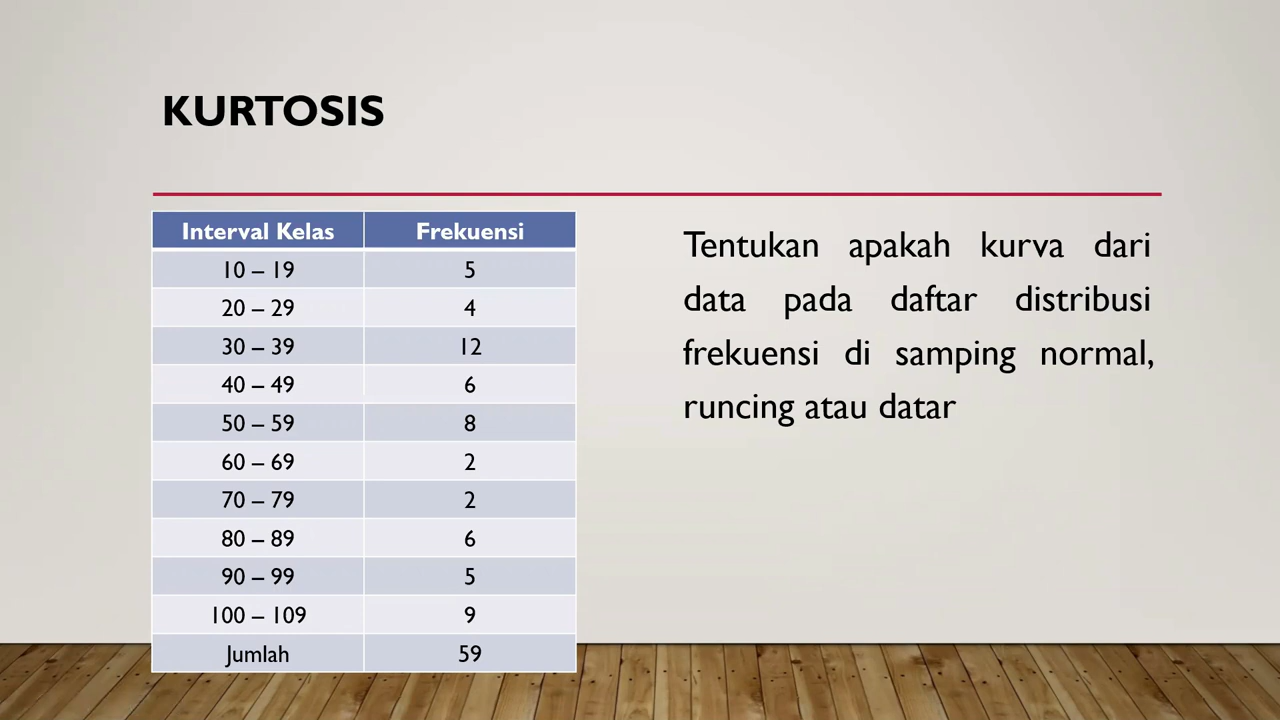 KURTOSIS
Interval Kelas Frekuensi
10 – 19 5
20 – 29 4
30 – 39 12
40 – 49 6
50 – 59 8
60 – 69 2
70 – 79 2
80 – 89 6
90 – 99 5
100 – 109 9
Jumlah 59
Tentukan apakah kurva dari
data pada daftar distribusi
frekuensi di samping normal,
runcing atau datar